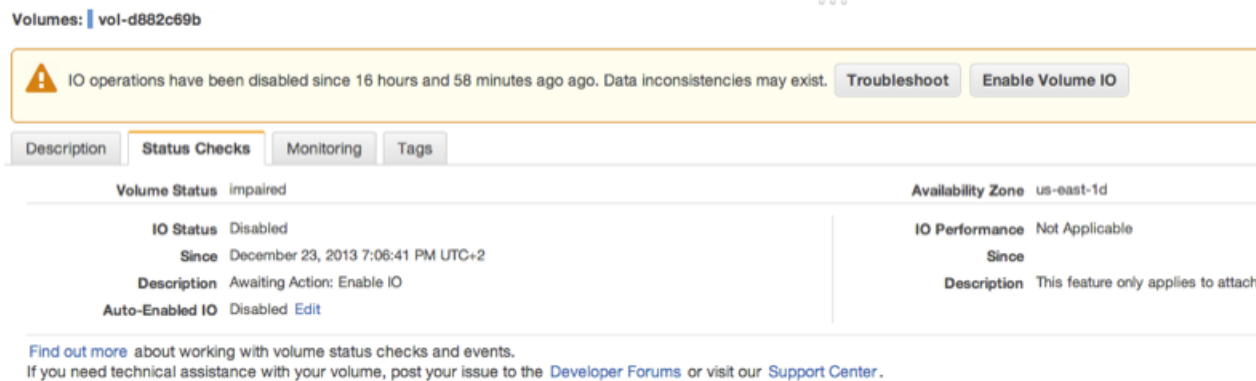 Volumes: vol-d882c69b
IO operations have been disabled since 16 hours and 58 minutes ago ago. Data inconsistencies may exist. Troubleshoot Enable Volume IO
Description Status Checks Monitoring Tags
Volume Status impaired Availability Zone us-east-1d
IO Status Disabled IO Performance Not Applicable
Since December 23, 2013 7:06:41 PM UTC+2 Since
Description Awaiting Action: Enable IO Description This feature only applies to attach
Auto-Enabled IO Disabled Edit
Find out more about working with volume status checks and events.
If you need technical assistance with your volume, post your issue to the Developer Forums or visit our Support Center.